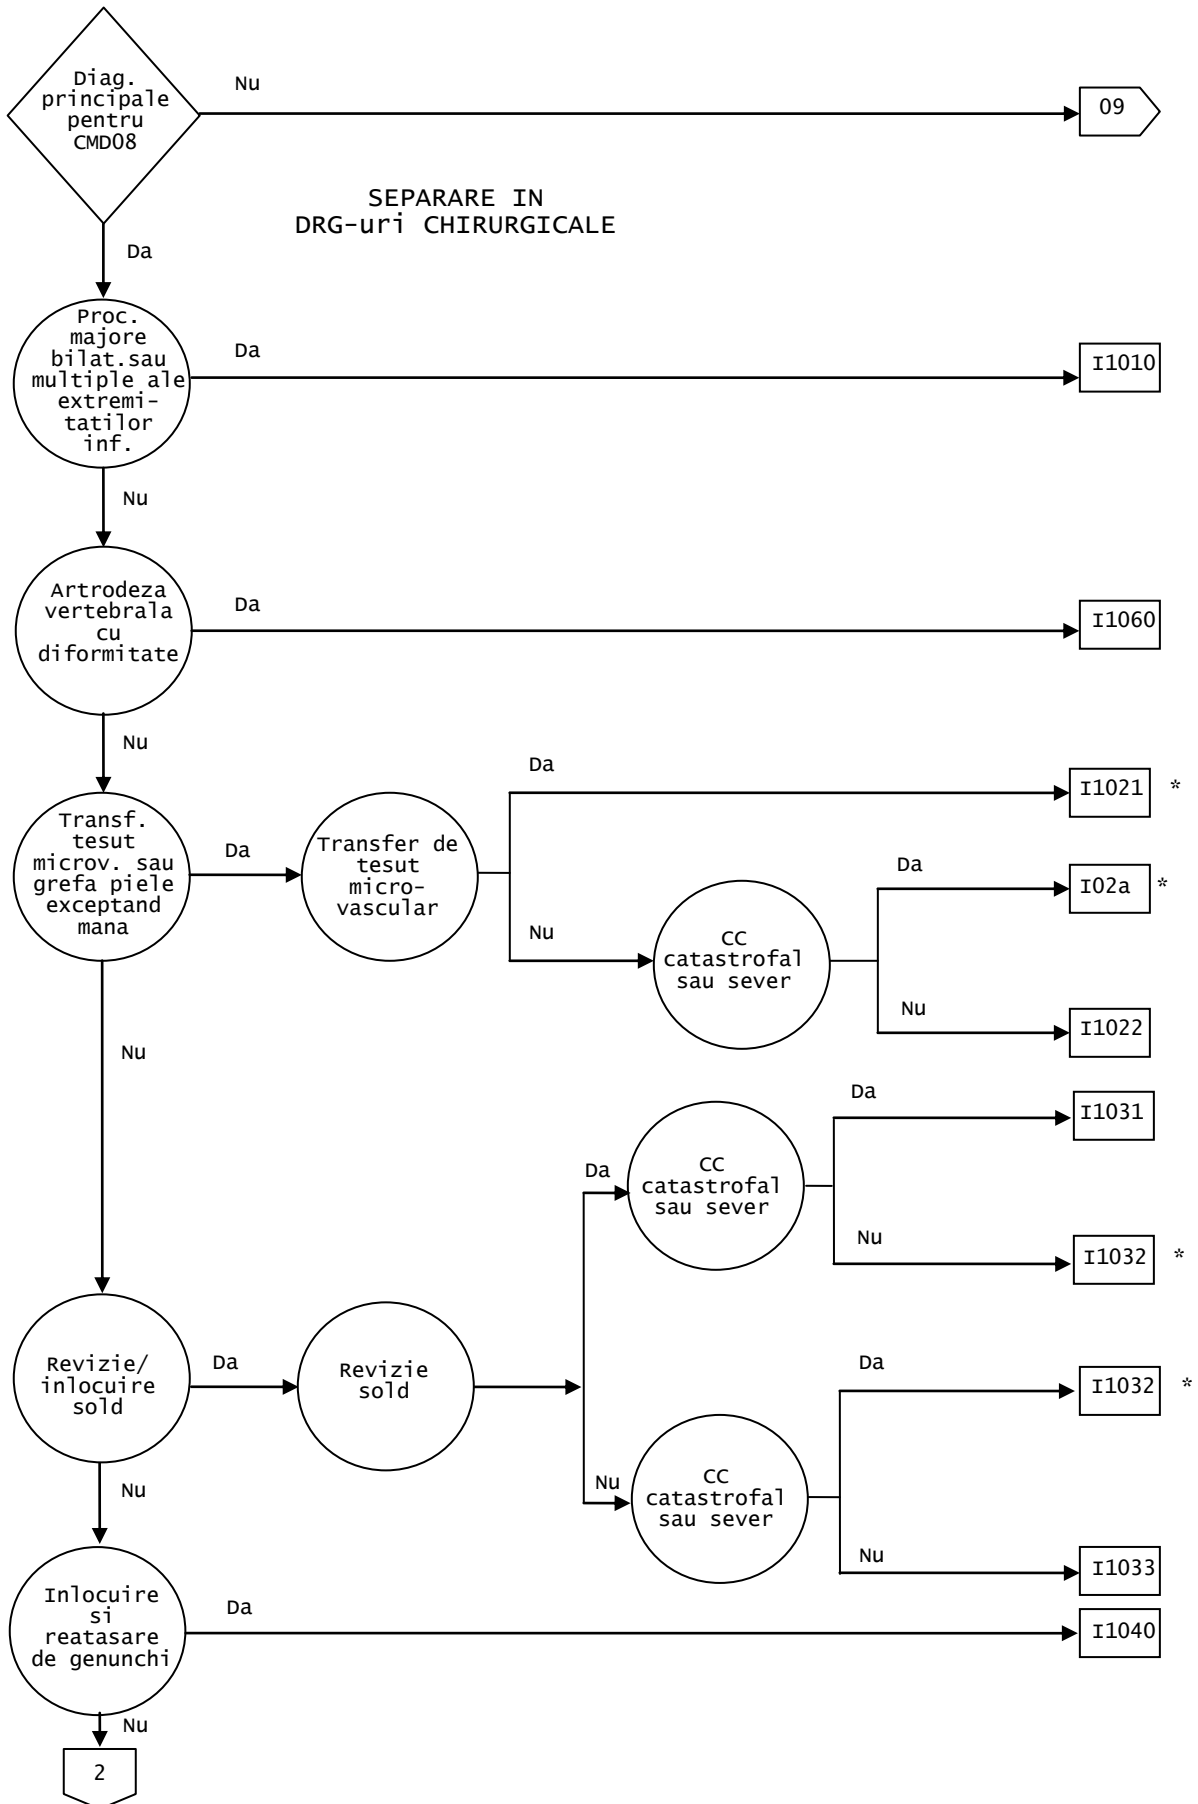 Diag.
principale
pentru
CMD08
Nu
09
SEPARARE IN
DRG-uri CHIRURGICALE
Da
Proc.
majore
bilat.sau
multiple ale
extremi-
tatilor
inf.
Da
I1010
Nu
Artrodeza
vertebrala
cu
diformitate
Da
I1060
Nu
Transf.
tesut
microv. sau
grefa piele
exceptand
mana
Da
Transfer de
tesut
micro-
vascular
Da
I1021 *
Nu
CC
catastrofal
sau sever
Da
I02a *
Nu
I1022
Nu
Revizie/
inlocuire
sold
Da
Revizie
sold
Da
CC
catastrofal
sau sever
Da
I1031
Nu
I1032 *
Nu
CC
catastrofal
sau sever
Da
I1032 *
Nu
I1033
Nu
Inlocuire
si
reatasare
de genunchi
Da
I1040
Nu
2